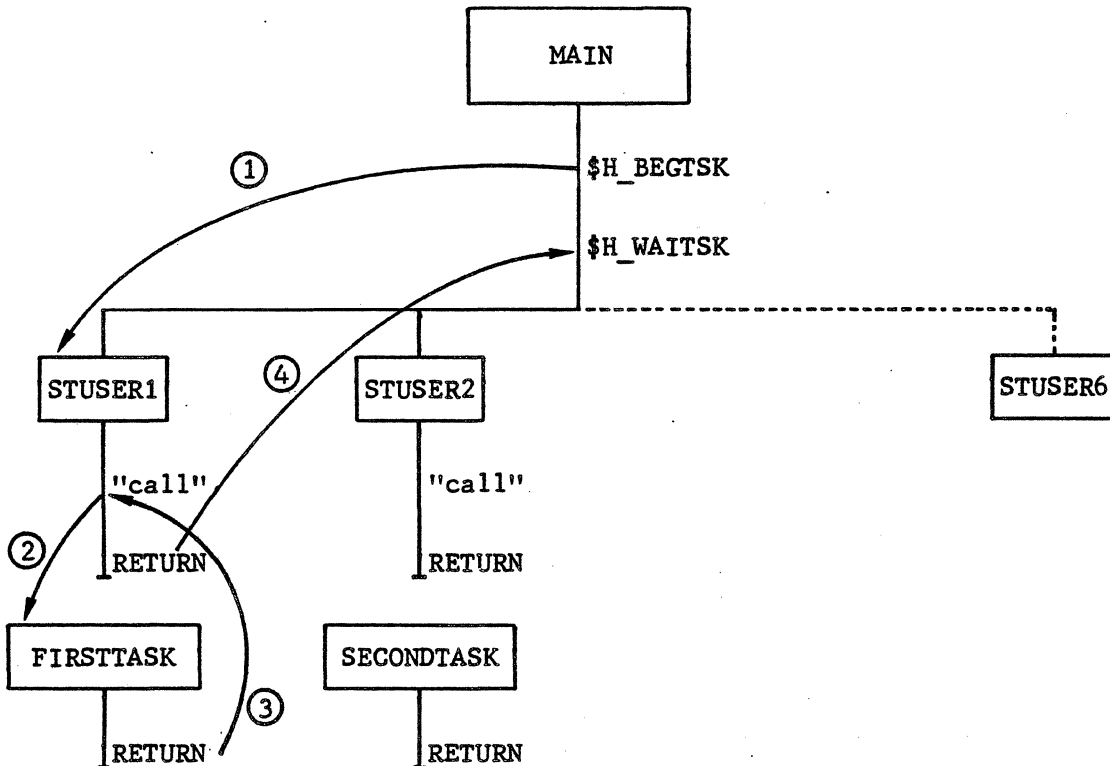 MAIN
① $H_BEGTSK
$H_WAITSK
STUSER1 ④ STUSER2 STUSER6
"call" "call"
② RETURN RETURN
FIRSTTASK SECONDTASK
③
RETURN RETURN